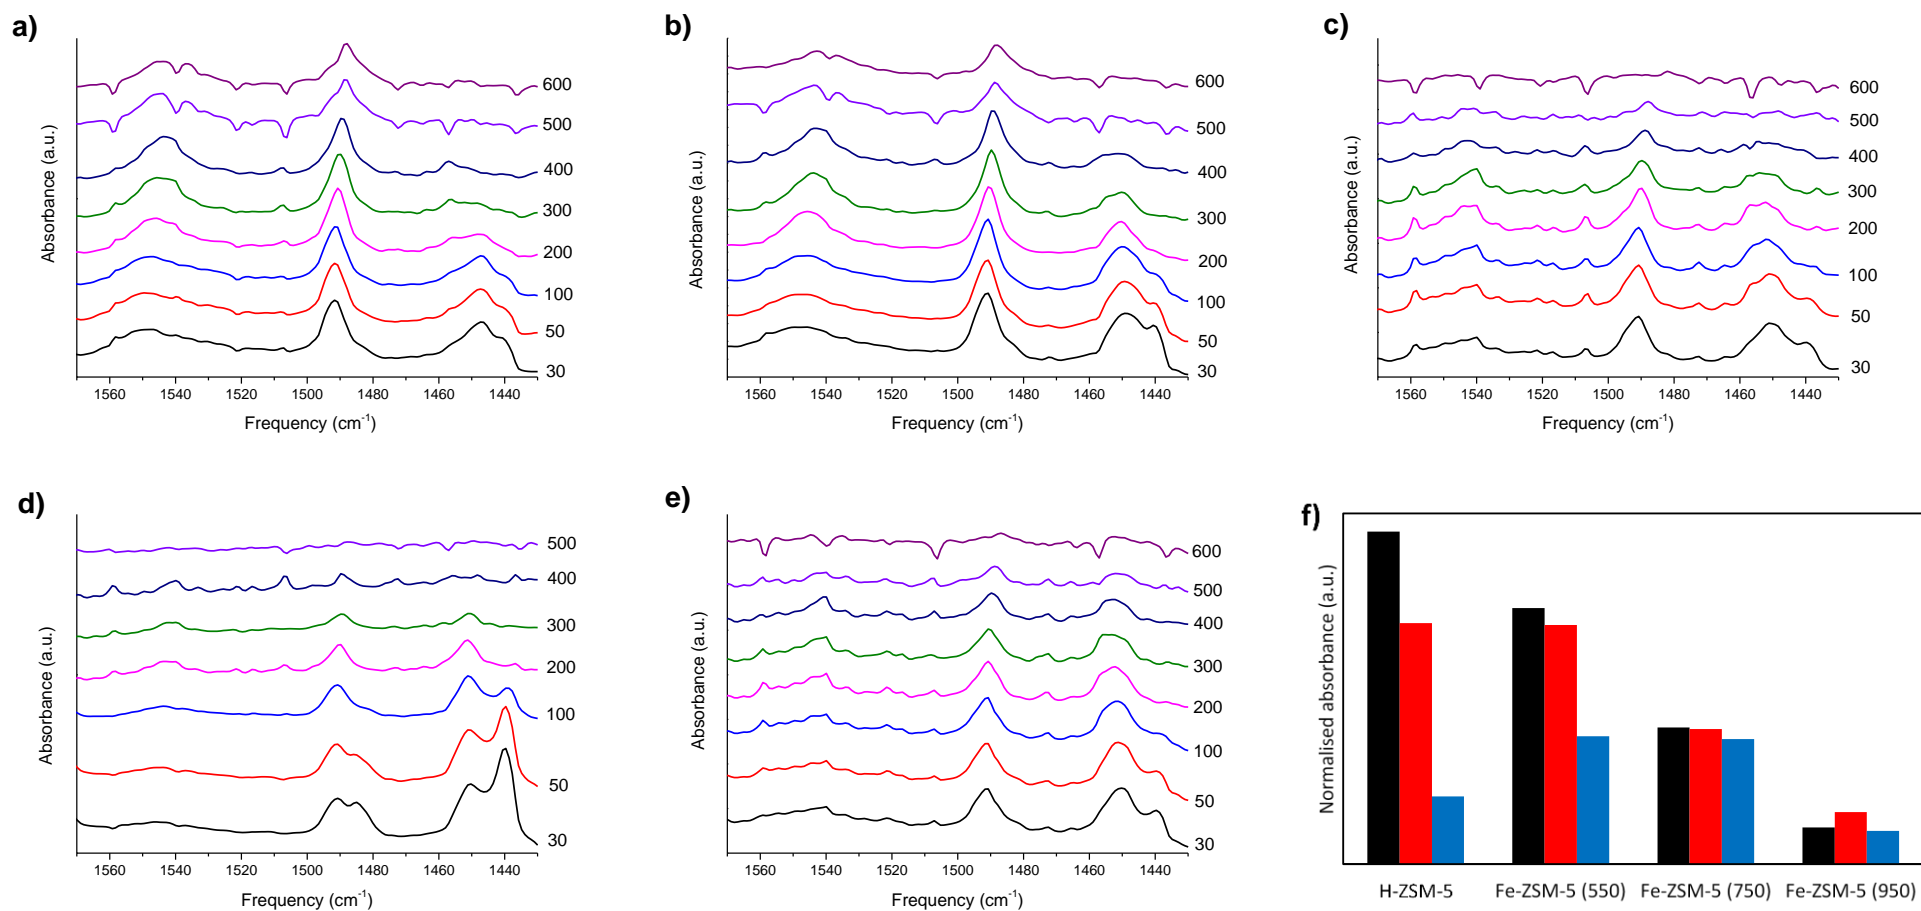 a)
Absorbance (a.u.)
600
500
400
300
200
100
50
30
1560 1540 1520 1500 1480 1460 1440
Frequency (cm⁻¹)
b)
Absorbance (a.u.)
600
500
400
300
200
100
50
30
1560 1540 1520 1500 1480 1460 1440
Frequency (cm⁻¹)
c)
Absorbance (a.u.)
600
500
400
300
200
100
50
30
1560 1540 1520 1500 1480 1460 1440
Frequency (cm⁻¹)
d)
Absorbance (a.u.)
500
400
300
200
100
50
30
1560 1540 1520 1500 1480 1460 1440
Frequency (cm⁻¹)
e)
Absorbance (a.u.)
600
500
400
300
200
100
50
30
1560 1540 1520 1500 1480 1460 1440
Frequency (cm⁻¹)
f)
Normalised absorbance (a.u.)
H-ZSM-5 Fe-ZSM-5 (550) Fe-ZSM-5 (750) Fe-ZSM-5 (950)